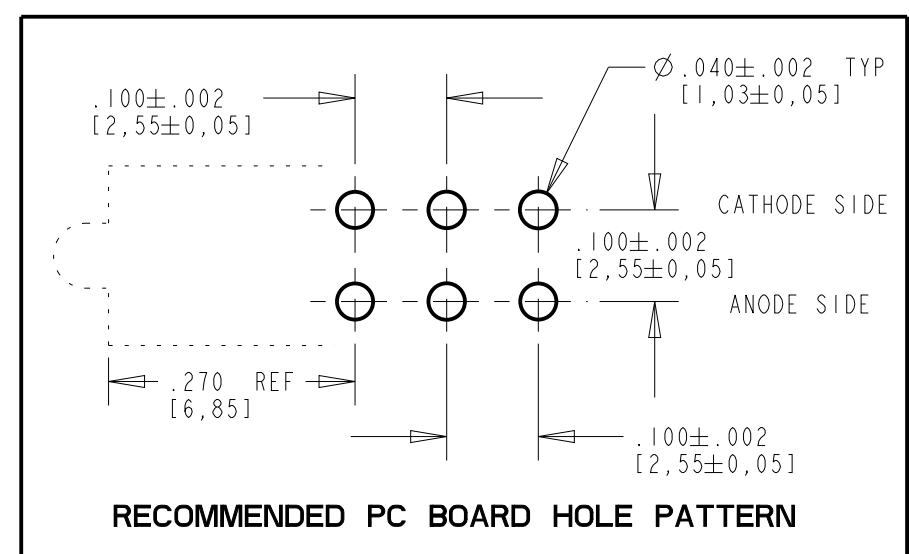 Ø .040±.002 TYP
[1,03±0,05]
.100±.002
[2,55±0,05]
CATHODE SIDE
.100±.002
[2,55±0,05]
ANODE SIDE
.270 REF
[6,85]
.100±.002
[2,55±0,05]
RECOMMENDED PC BOARD HOLE PATTERN